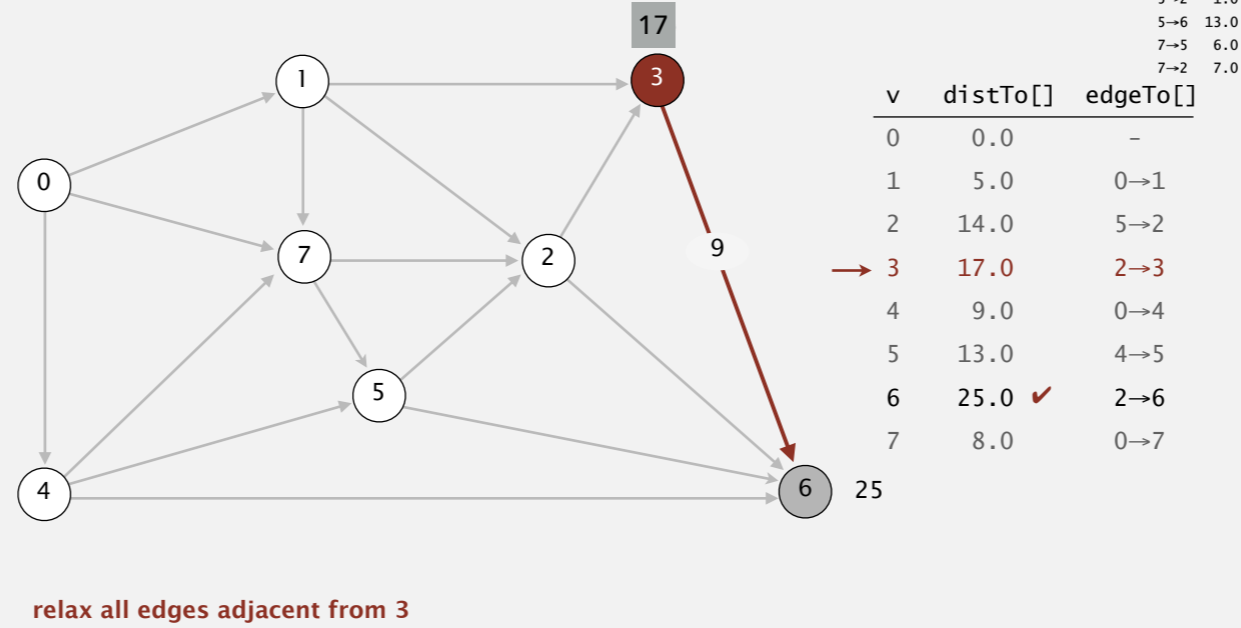 5→6 13.0
7→5 6.0
7→2 7.0
17
1
3
0
7
2
9
5
4
6
25
v distTo[] edgeTo[]
0 0.0 -
1 5.0 0→1
2 14.0 5→2
→ 3 17.0 2→3
4 9.0 0→4
5 13.0 4→5
6 25.0 ✔ 2→6
7 8.0 0→7
relax all edges adjacent from 3